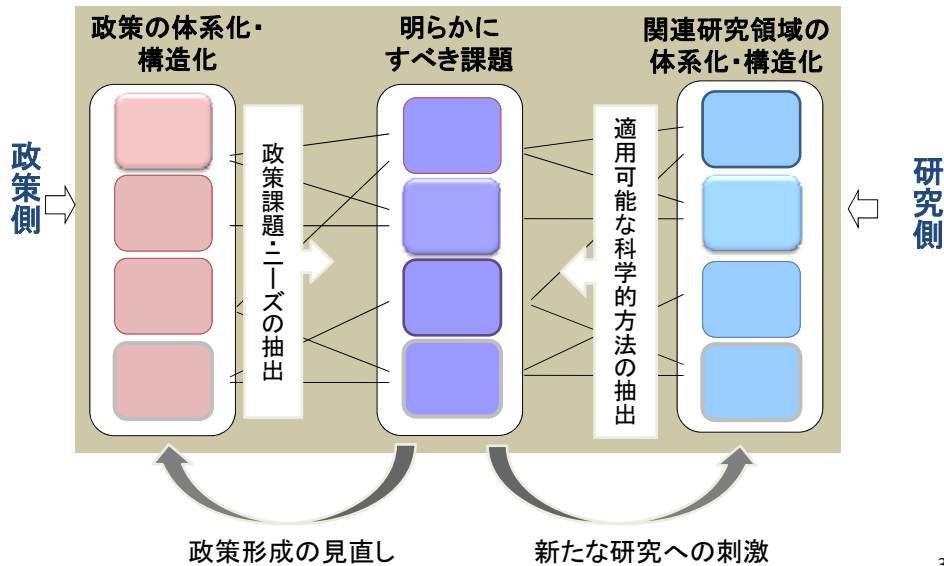 政策の体系化・
構造化
明らかに
すべき課題
関連研究領域の
体系化・構造化
政策側
政策課題・ニーズの抽出
適用可能な科学的方法の抽出
研究側
政策形成の見直し
新たな研究への刺激